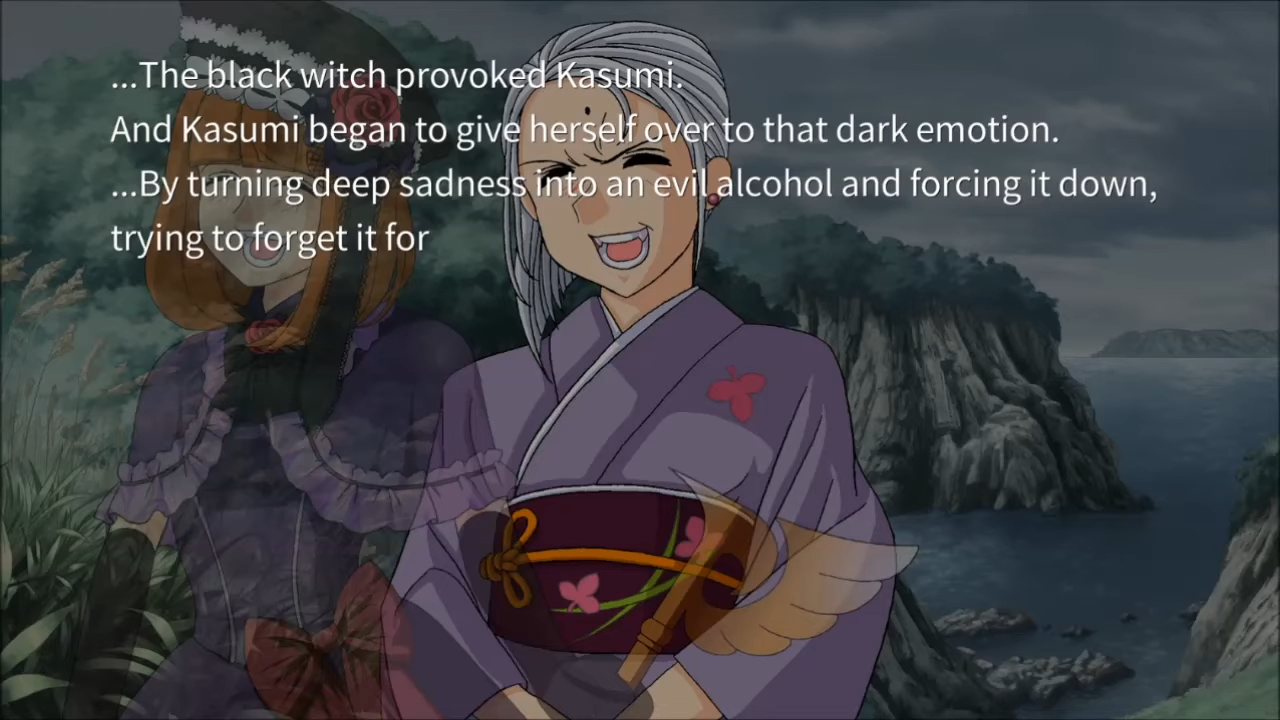 ...The black witch provoked Kasumi.
And Kasumi began to give herself over to that dark emotion.
...By turning deep sadness into an evil alcohol and forcing it down,
trying to forget it for